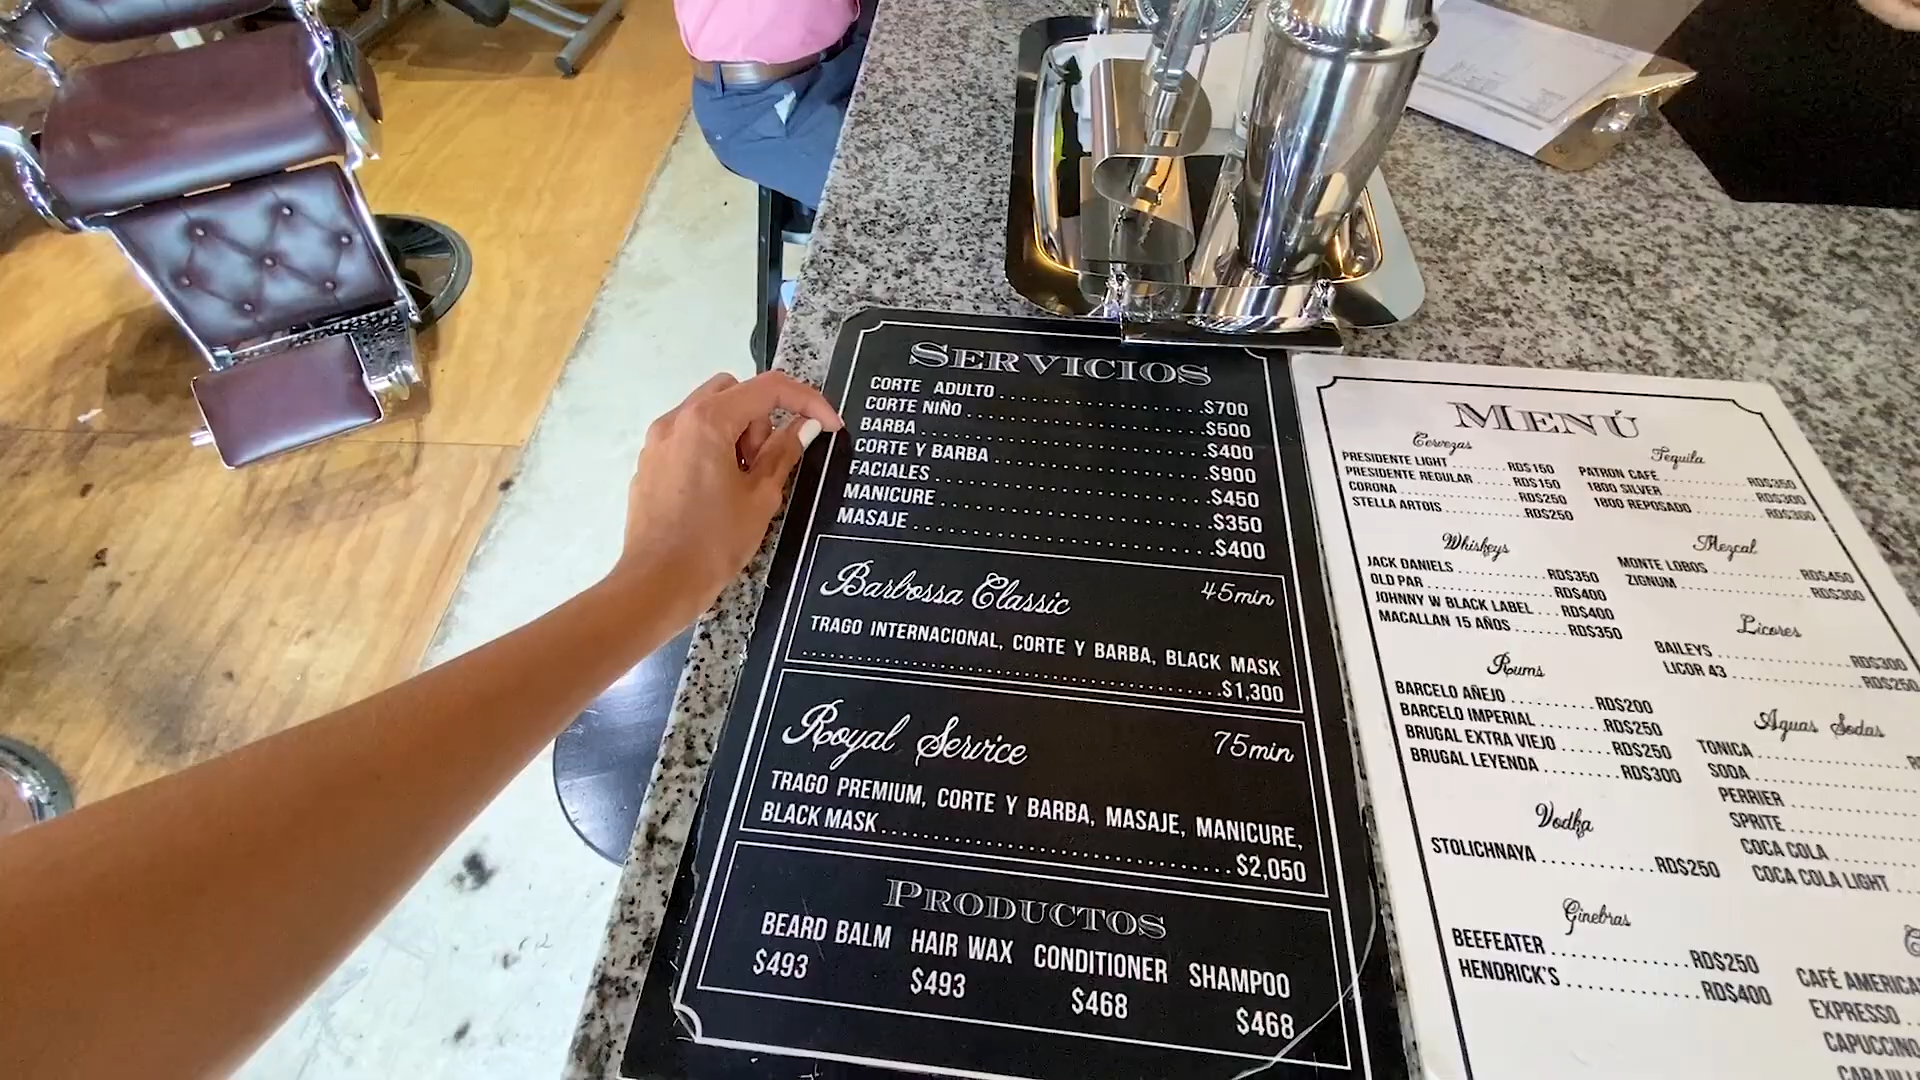 SERVICIOS
CORTE ADULTO $700
CORTE NIÑO $500
BARBA $400
CORTE Y BARBA $900
FACIALES $450
MANICURE $350
MASAJE $400
Barbossa Classic 45min
TRAGO INTERNACIONAL, CORTE Y BARBA, BLACK MASK
$1,300
Royal Service 75min
TRAGO PREMIUM, CORTE Y BARBA, MASAJE, MANICURE,
BLACK MASK $2,050
PRODUCTOS
BEARD BALM HAIR WAX CONDITIONER SHAMPOO
$493 $493 $468 $468
MENÚ
Cervezas
PRESIDENTE LIGHT RD$150
PRESIDENTE REGULAR RD$150
CORONA RD$250
STELLA ARTOIS RD$250
Whiskeys
JACK DANIELS RD$350
OLD PAR RD$400
JOHNNY W BLACK LABEL RD$400
MACALLAN 15 AÑOS RD$350
Rums
BARCELO AÑEJO RD$200
BARCELO IMPERIAL RD$250
BRUGAL EXTRA VIEJO RD$250
BRUGAL LEYENDA RD$300
Vodka
STOLICHNAYA RD$250
Ginebras
BEEFEATER RD$250
HENDRICK'S RD$400
Tequila
PATRON CAFÉ RD$350
1800 SILVER RD$300
1800 REPOSADO RD$300
Mezcal
MONTE LOBOS RD$450
ZIGNUM RD$300
Licores
BAILEYS RD$300
LICOR 43 RD$250
Aguas Sodas
TONICA
SODA
PERRIER
SPRITE
COCA COLA
COCA COLA LIGHT
CAFÉ AMERICAN
EXPRESSO
CAPUCCINO